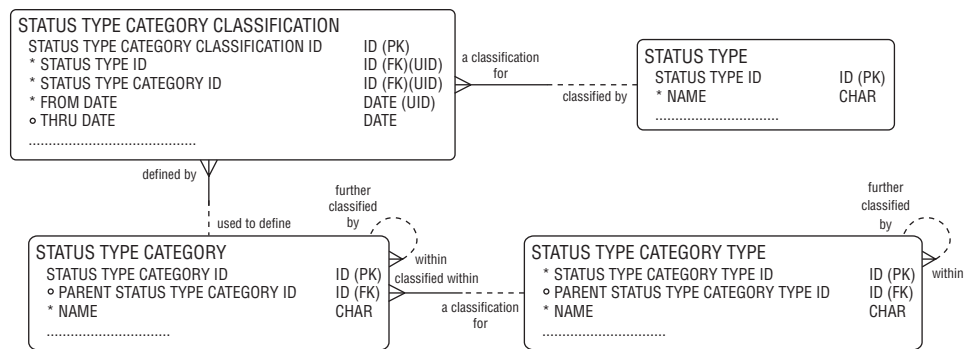 STATUS TYPE CATEGORY CLASSIFICATION
STATUS TYPE CATEGORY CLASSIFICATION ID ID (PK)
* STATUS TYPE ID ID (FK)(UID)
* STATUS TYPE CATEGORY ID ID (FK)(UID)
* FROM DATE DATE (UID)
° THRU DATE DATE
............................................
a classification
for
classified by
STATUS TYPE
STATUS TYPE ID ID (PK)
* NAME CHAR
................................
defined by
used to define
further
classified
by
within
STATUS TYPE CATEGORY
STATUS TYPE CATEGORY ID ID (PK)
° PARENT STATUS TYPE CATEGORY ID ID (FK)
* NAME CHAR
................................
classified within
a classification
for
STATUS TYPE CATEGORY TYPE
* STATUS TYPE CATEGORY TYPE ID ID (PK)
° PARENT STATUS TYPE CATEGORY TYPE ID ID (FK)
* NAME CHAR
................................
further
classified
by
within